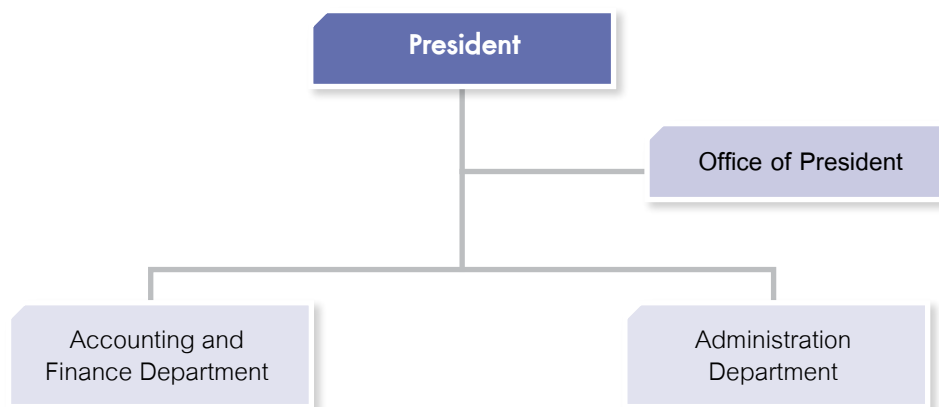 President
Office of President
Accounting and
Finance Department
Administration
Department